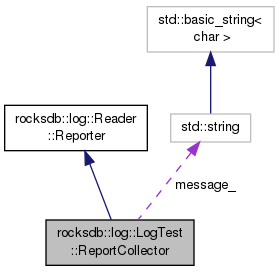 std::basic_string<
char >
rocksdb::log::Reader
::Reporter
std::string
message_
rocksdb::log::LogTest
::ReportCollector